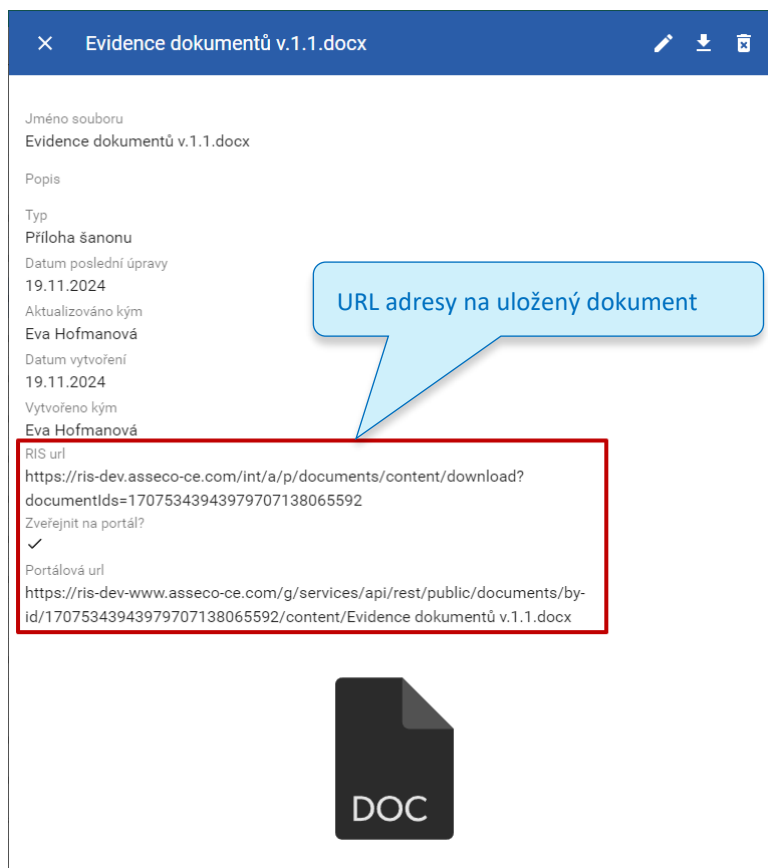 Evidence dokumentů v.1.1.docx
Jméno souboru
Evidence dokumentů v.1.1.docx
Popis
Typ
Příloha šanonu
Datum poslední úpravy
19.11.2024
Aktualizováno kým
Eva Hofmanová
Datum vytvoření
19.11.2024
Vytvořeno kým
Eva Hofmanová
URL adresy na uložený dokument
RIS url
https://ris-dev.asseco-ce.com/int/a/p/documents/content/download?
documentIds=17075343943979707138065592
Zveřejnit na portál?
Portálová url
https://ris-dev-www.asseco-ce.com/g/services/api/rest/public/documents/by-
id/17075343943979707138065592/content/Evidence dokumentů v.1.1.docx
DOC